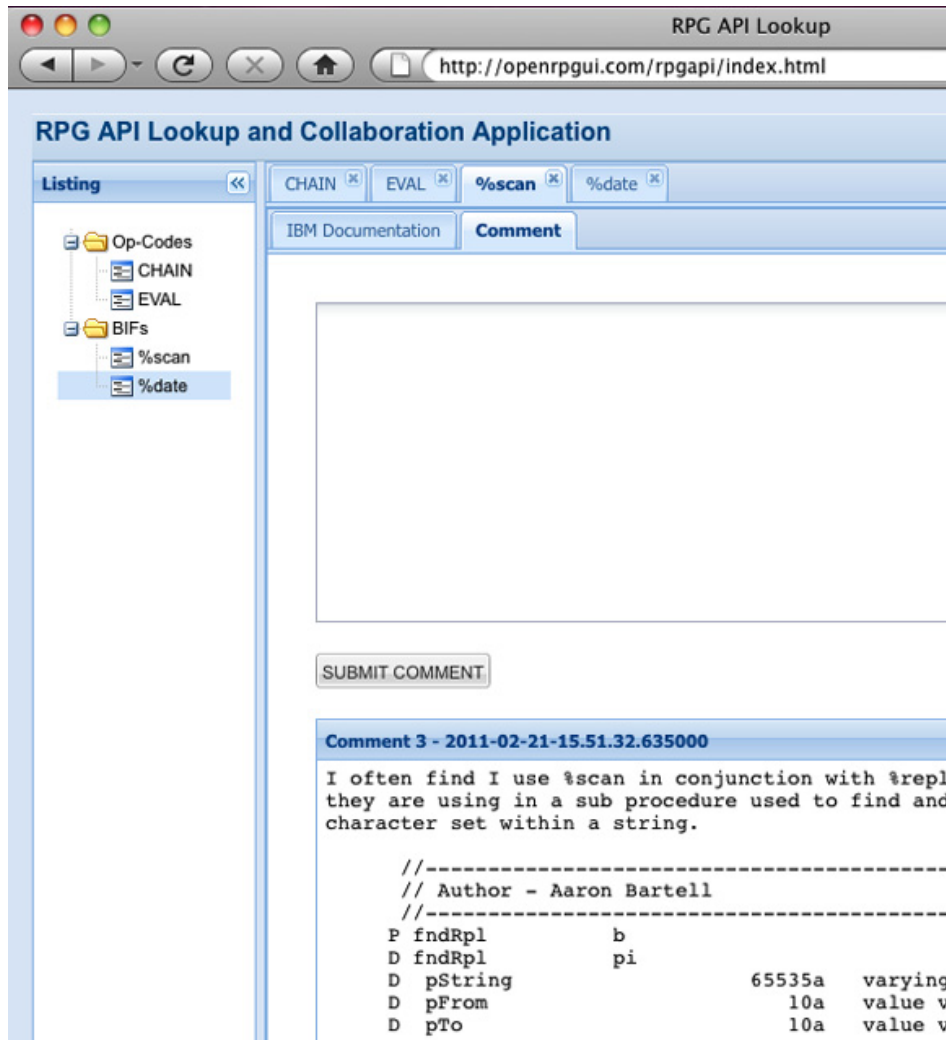 RPG API Lookup
http://openrpgui.com/rpgapi/index.html
RPG API Lookup and Collaboration Application
Listing
CHAIN EVAL %scan %date
IBM Documentation Comment
Op-Codes
CHAIN
EVAL
BIFs
%scan
%date
SUBMIT COMMENT
Comment 3 - 2011-02-21-15.51.32.635000
I often find I use %scan in conjunction with %repl
they are using in a sub procedure used to find and
character set within a string.
//----------------------------------------------
// Author - Aaron Bartell
//----------------------------------------------
P fndRpl b
D fndRpl pi
D pString 65535a varying
D pFrom 10a value v
D pTo 10a value v